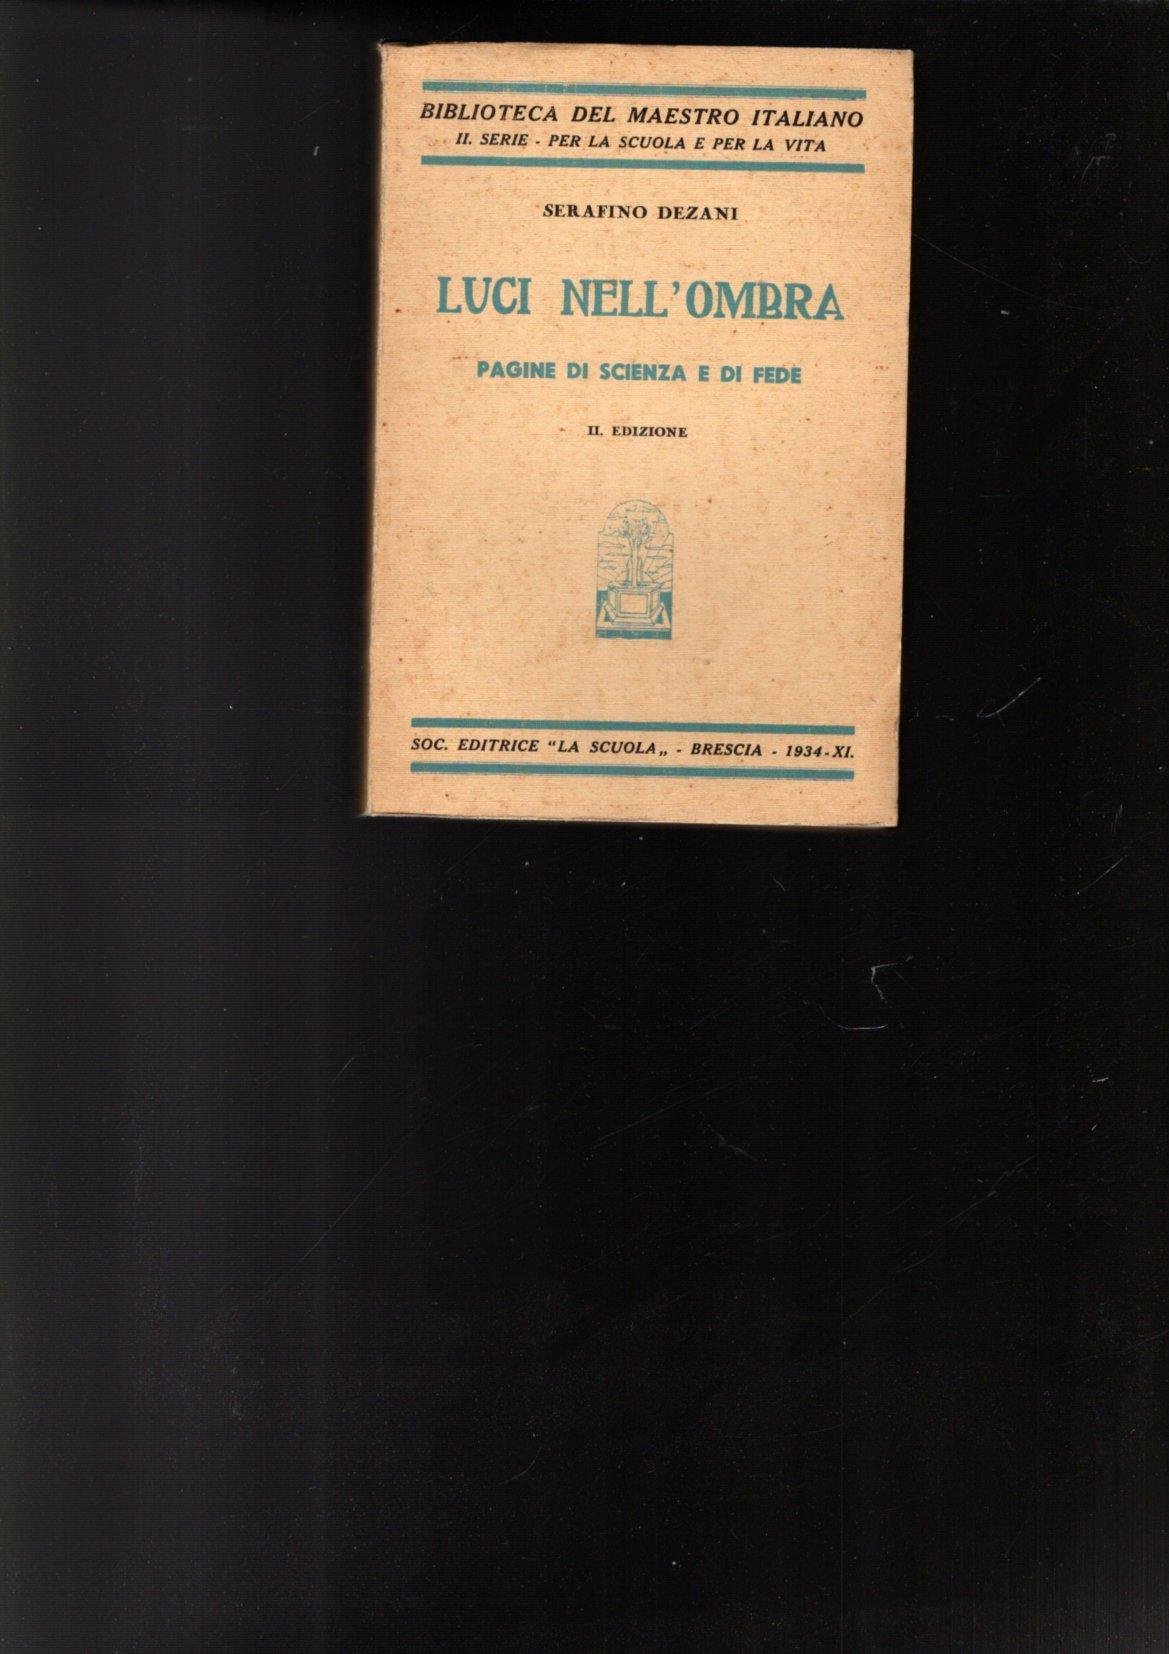 BIBLIOTECA DEL MAESTRO ITALIANO
II. SERIE - PER LA SCUOLA E PER LA VITA
SERAFINO DEZANI
LUCI NELL'OMBRA
PAGINE DI SCIENZA E DI FEDE
II. EDIZIONE
SOC. EDITRICE "LA SCUOLA„ - BRESCIA - 1934-XI.